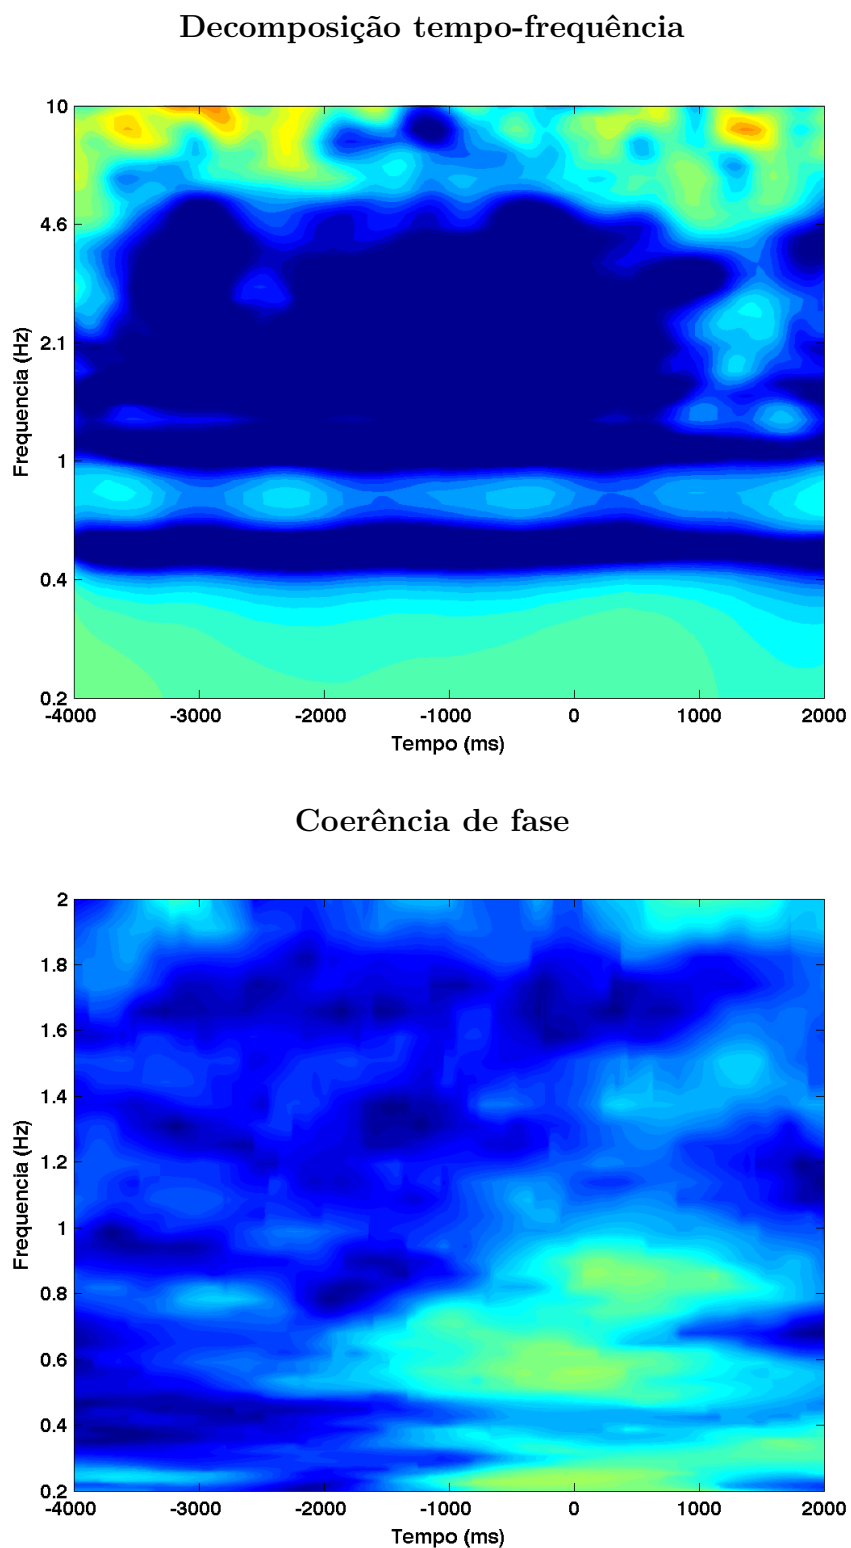 Decomposição tempo-frequência
10
4.6
2.1
1
0.4
0.2
Frequencia (Hz)
-4000 -3000 -2000 -1000 0 1000 2000
Tempo (ms)
Coerência de fase
2
1.8
1.6
1.4
1.2
1
0.8
0.6
0.4
0.2
Frequencia (Hz)
-4000 -3000 -2000 -1000 0 1000 2000
Tempo (ms)